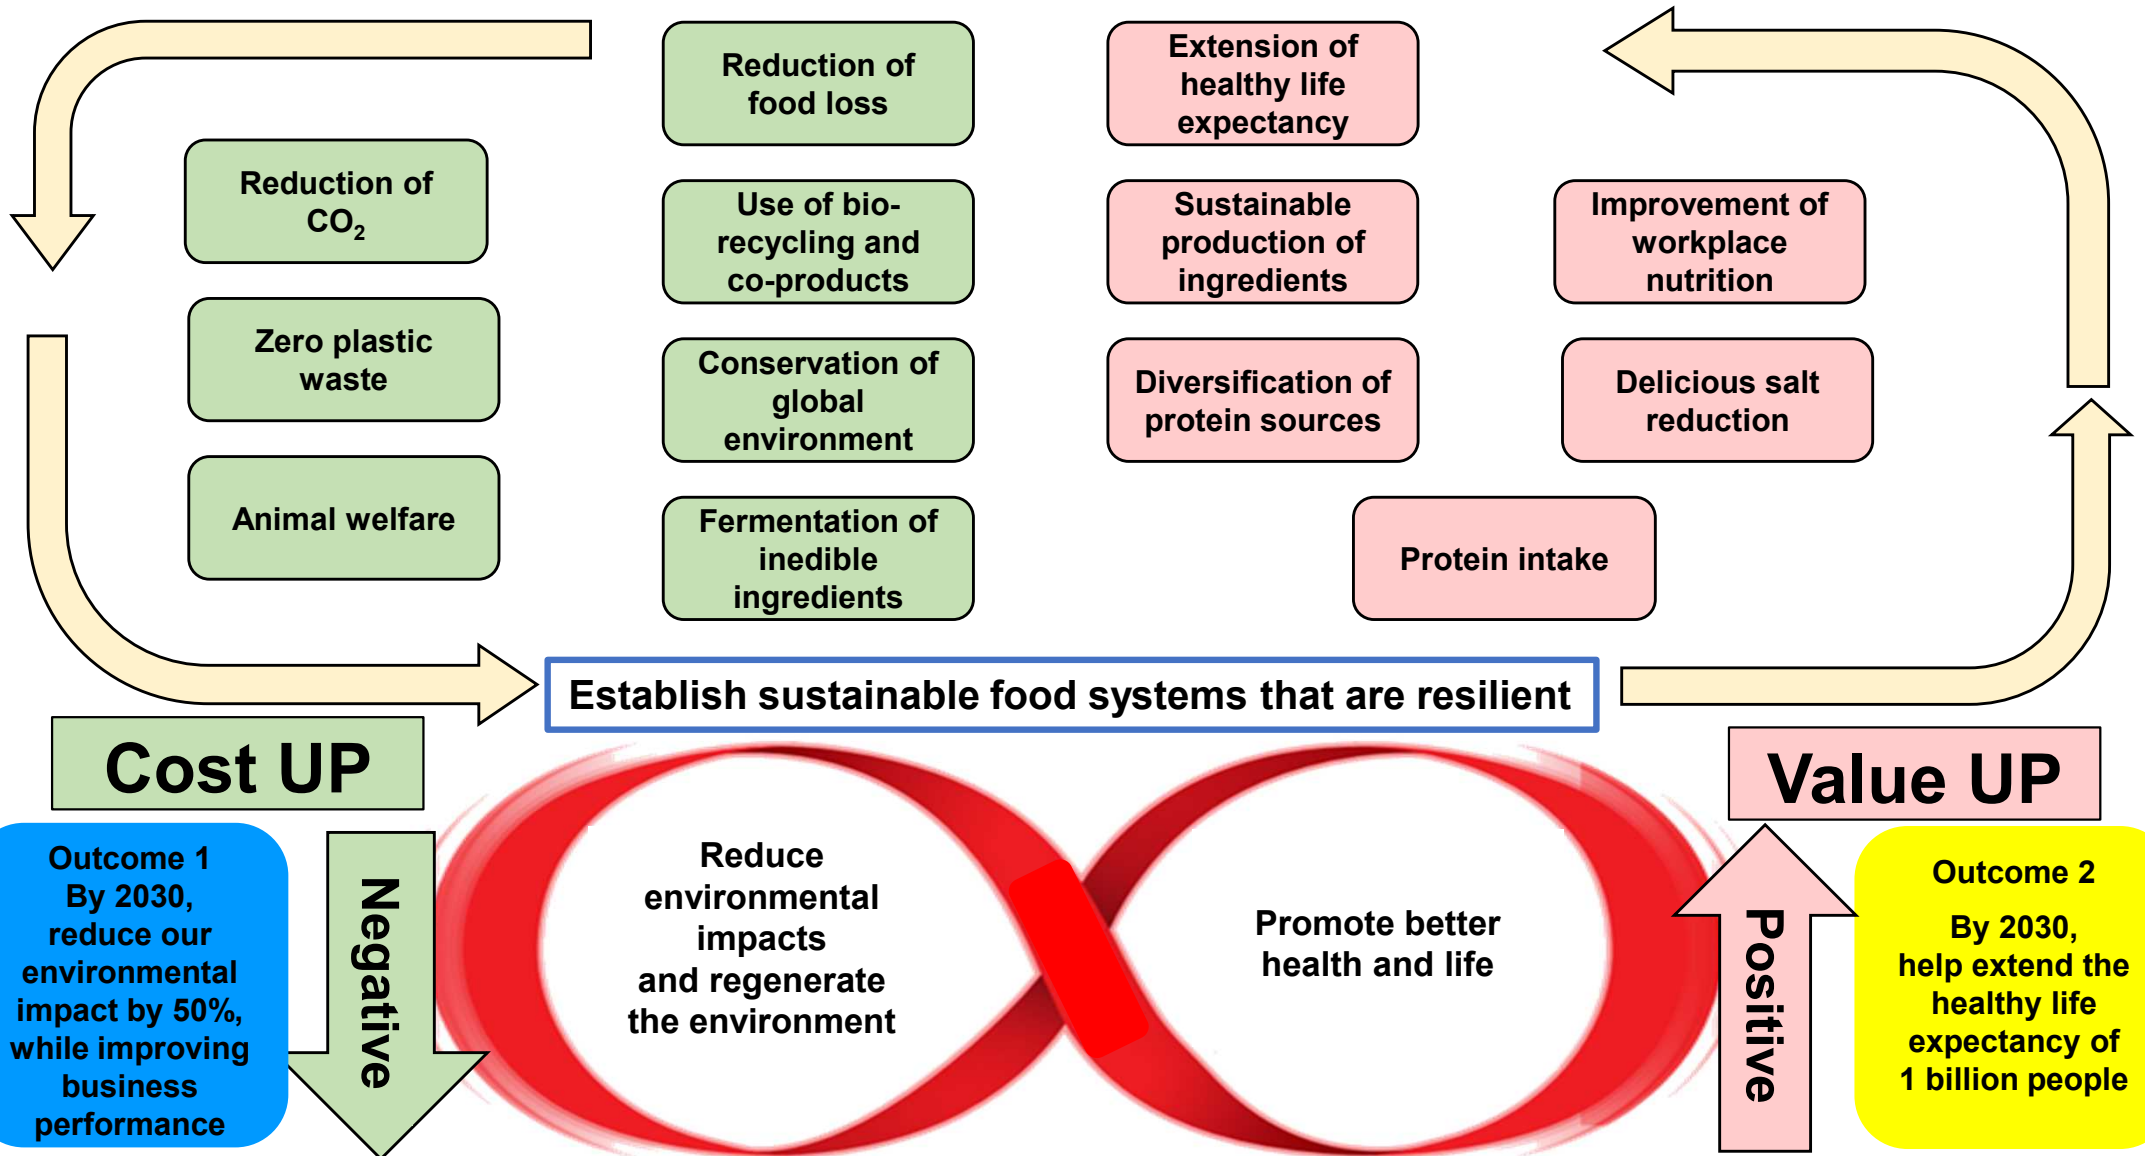 Reduction of
food loss
Extension of
healthy life
expectancy
Reduction of
CO₂
Use of bio-
recycling and
co-products
Sustainable
production of
ingredients
Improvement of
workplace
nutrition
Zero plastic
waste
Conservation of
global
environment
Diversification of
protein sources
Delicious salt
reduction
Animal welfare
Fermentation of
inedible
ingredients
Protein intake
Establish sustainable food systems that are resilient
Cost UP
Value UP
Outcome 1
By 2030,
reduce our
environmental
impact by 50%,
while improving
business
performance
Negative
Reduce
environmental
impacts
and regenerate
the environment
Promote better
health and life
Positive
Outcome 2
By 2030,
help extend the
healthy life
expectancy of
1 billion people